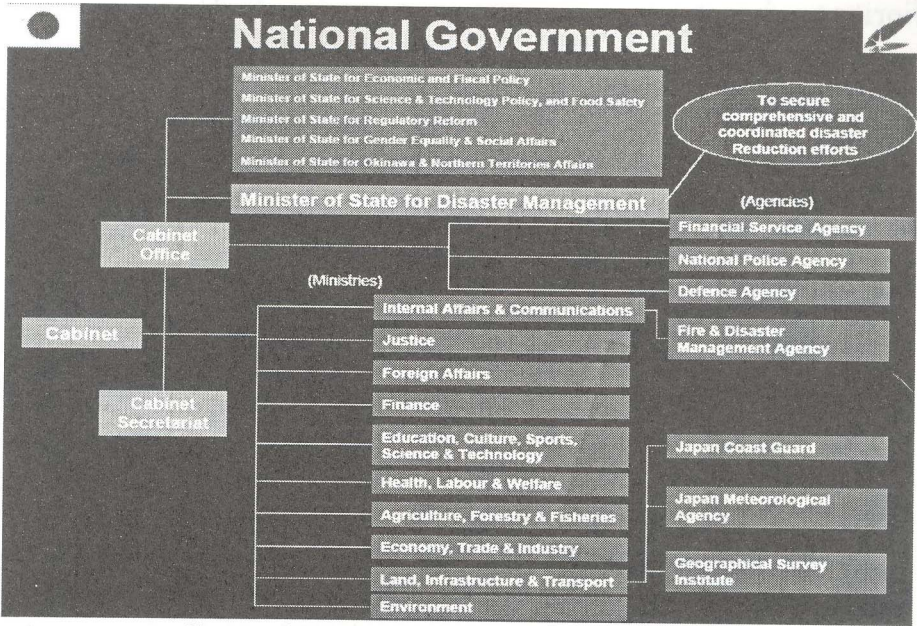 National Government
Minister of State for Economic and Fiscal Policy
Minister of State for Science & Technology Policy, and Food Safety
Minister of State for Regulatory Reform
Minister of State for Gender Equality & Social Affairs
Minister of State for Okinawa & Northern Territories Affairs
To secure
comprehensive and
coordinated disaster
Reduction efforts
Minister of State for Disaster Management
(Agencies)
Cabinet
Office
Financial Service Agency
National Police Agency
Defence Agency
(Ministries)
Internal Affairs & Communications
Fire & Disaster
Management Agency
Cabinet
Justice
Foreign Affairs
Cabinet
Secretariat
Finance
Education, Culture, Sports,
Science & Technology
Japan Coast Guard
Health, Labour & Welfare
Agriculture, Forestry & Fisheries
Japan Meteorological
Agency
Economy, Trade & Industry
Land, Infrastructure & Transport
Geographical Survey
Institute
Environment